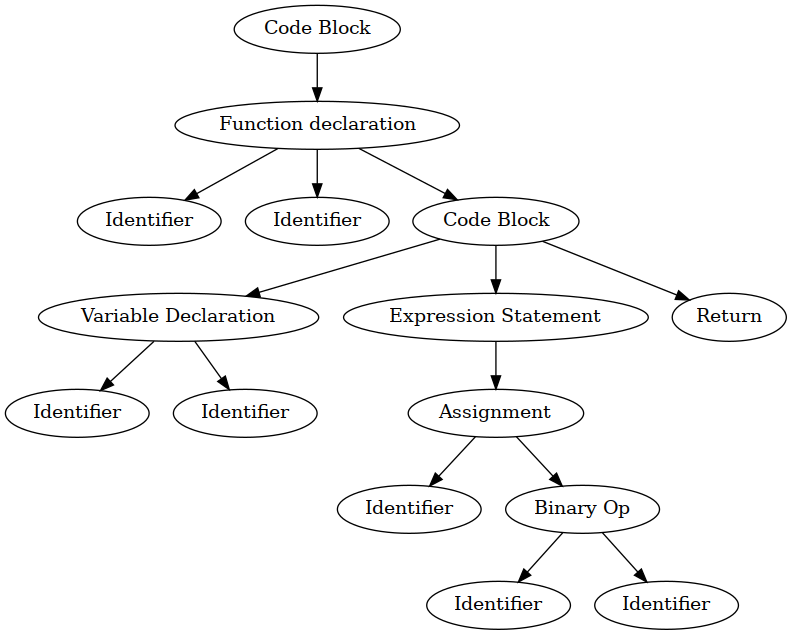 Code Block
Function declaration
Identifier
Identifier
Code Block
Variable Declaration
Expression Statement
Return
Identifier
Identifier
Assignment
Identifier
Binary Op
Identifier
Identifier